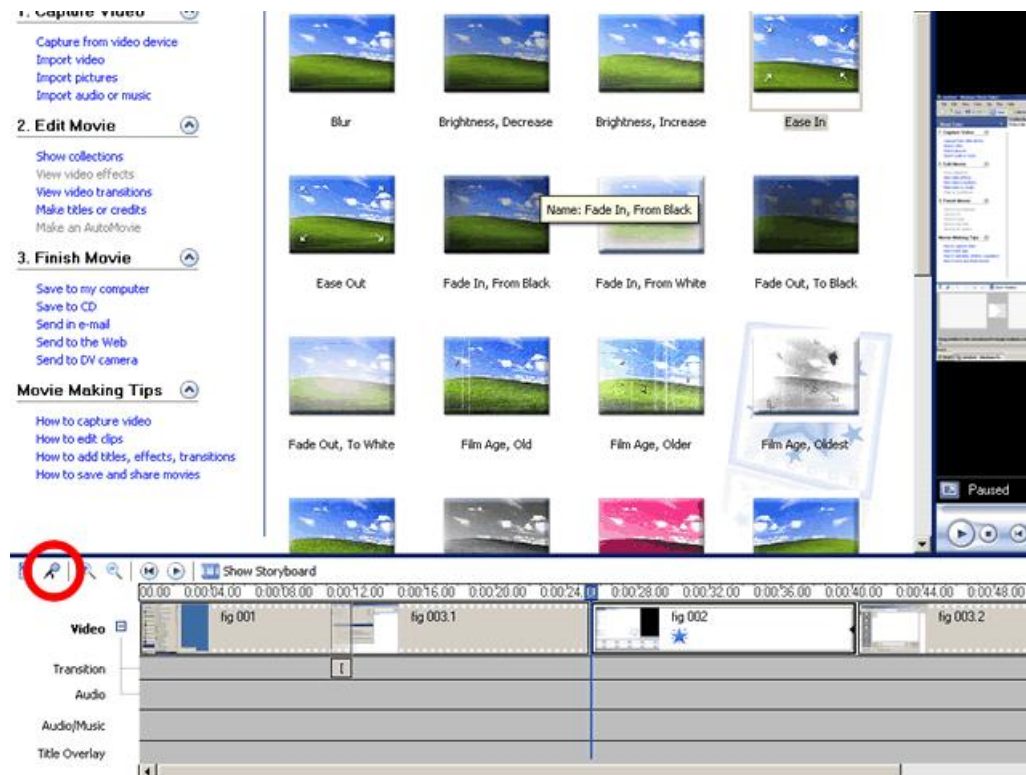 1. Capture Video
Capture from video device
Import video
Import pictures
Import audio or music
2. Edit Movie
Show collections
View video effects
View video transitions
Make titles or credits
Make an AutoMovie
3. Finish Movie
Save to my computer
Save to CD
Send in e-mail
Send to the Web
Send to DV camera
Movie Making Tips
How to capture video
How to edit clips
How to add titles, effects, transitions
How to save and share movies
Blur
Brightness, Decrease
Brightness, Increase
Ease In
Name: Fade In, From Black
Ease Out
Fade In, From Black
Fade In, From White
Fade Out, To Black
Fade Out, To White
Film Age, Old
Film Age, Older
Film Age, Oldest
Paused
Show Storyboard
00.00 0:00:04.00 0:00:08.00 0:00:12.00 0:00:16.00 0:00:20.00 0:00:24. 0:00:28.00 0:00:32.00 0:00:36.00 0:00:40.00 0:00:44.00 0:00:48.00
Video
fig 001
fig 003.1
fig 002
fig 003.2
Transition
Audio
Audio/Music
Title Overlay